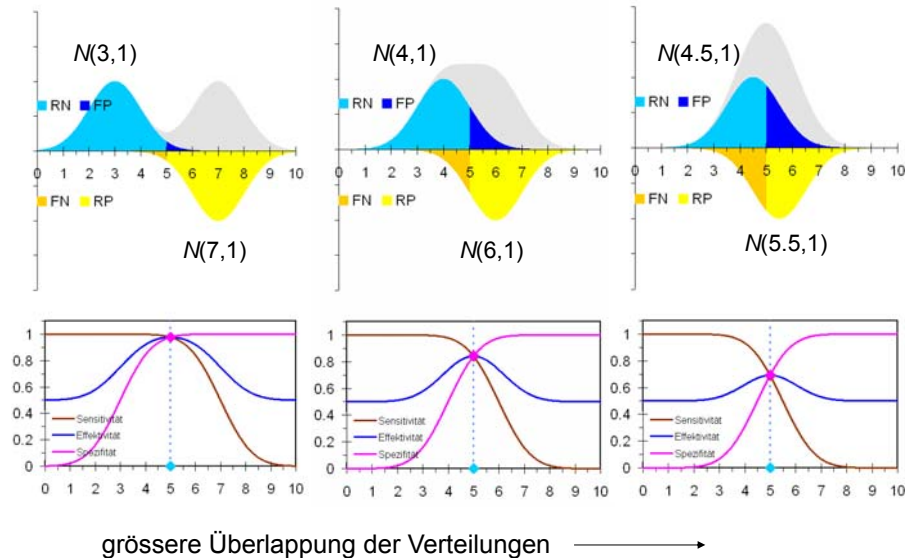 N(3,1)
N(4,1)
N(4.5,1)
RN FP
RN FP
RN FP
0 1 2 3 4 5 6 7 8 9 10
0 1 2 3 4 5 6 7 8 9 10
0 1 2 3 4 5 6 7 8 9 10
FN RP
FN RP
FN RP
N(7,1)
N(6,1)
N(5.5,1)
1
0.8
0.6
0.4
0.2
0
Sensitivität
Effektivität
Spezifität
0 1 2 3 4 5 6 7 8 9 10
1
0.8
0.6
0.4
0.2
0
Sensitivität
Effektivität
Spezifität
0 1 2 3 4 5 6 7 8 9 10
1
0.8
0.6
0.4
0.2
0
Sensitivität
Effektivität
Spezifität
0 1 2 3 4 5 6 7 8 9 10
grössere Überlappung der Verteilungen